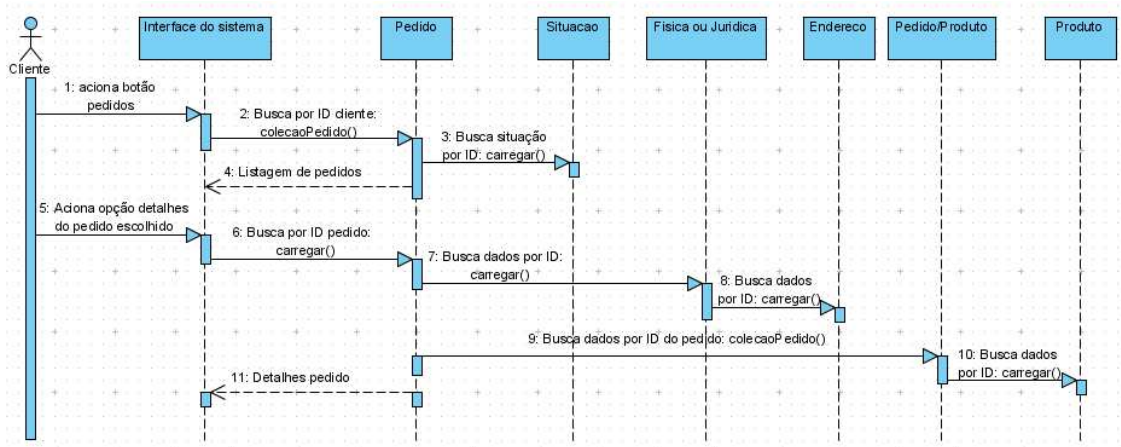 Interface do sistema
Pedido
Situacao
Física ou Jurídica
Endereco
Pedido/Produto
Produto
Cliente
1: aciona botão
pedidos
2: Busca por ID cliente:
colecaoPedido()
3: Busca situação
por ID: carregar()
4: Listagem de pedidos
5: Aciona opção detalhes
do pedido escolhido
6: Busca por ID pedido:
carregar()
7: Busca dados por ID:
carregar()
8: Busca dados
por ID: carregar()
9: Busca dados por ID do pedido: colecaoPedido()
10: Busca dados
por ID: carregar()
11: Detalhes pedido